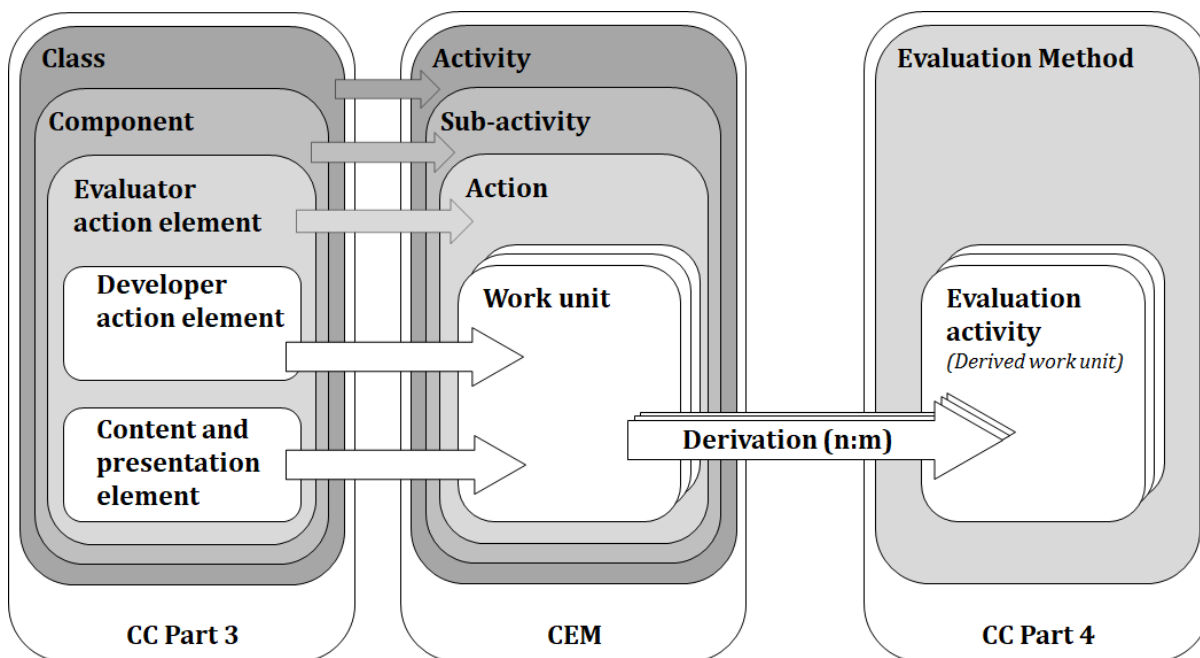 Class
Component
Evaluator
action element
Developer
action element
Content and
presentation
element
CC Part 3
Activity
Sub-activity
Action
Work unit
Derivation (n:m)
CEM
Evaluation Method
Evaluation
activity
(Derived work unit)
CC Part 4